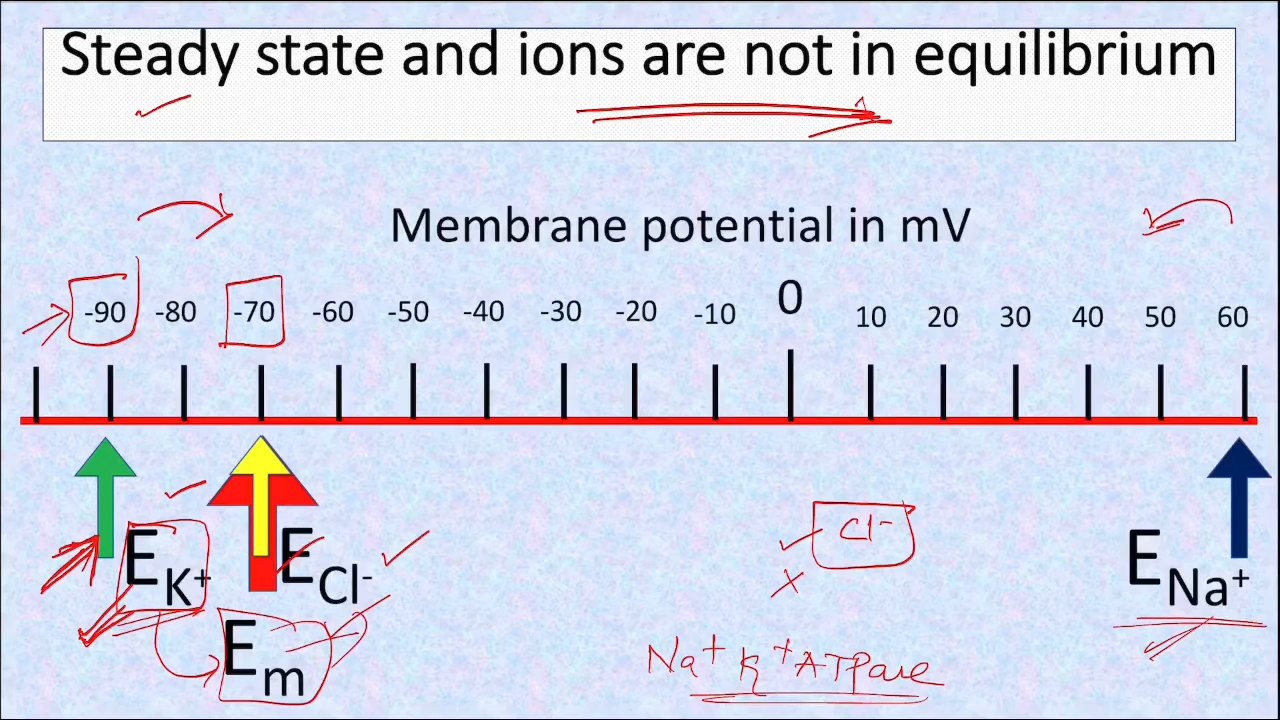 Steady state and ions are not in equilibrium
Membrane potential in mV
-90 -80 -70 -60 -50 -40 -30 -20 -10 0 10 20 30 40 50 60
Cl-
EK+ ECl- ENa+
Em
Na+ K+ ATPase